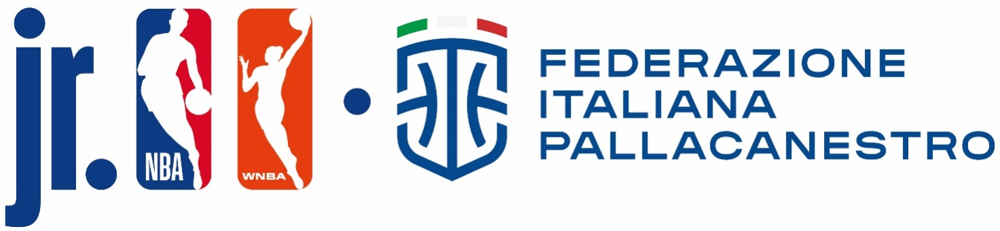 jr.
NBA
WNBA
FEDERAZIONE
ITALIANA
PALLACANESTRO